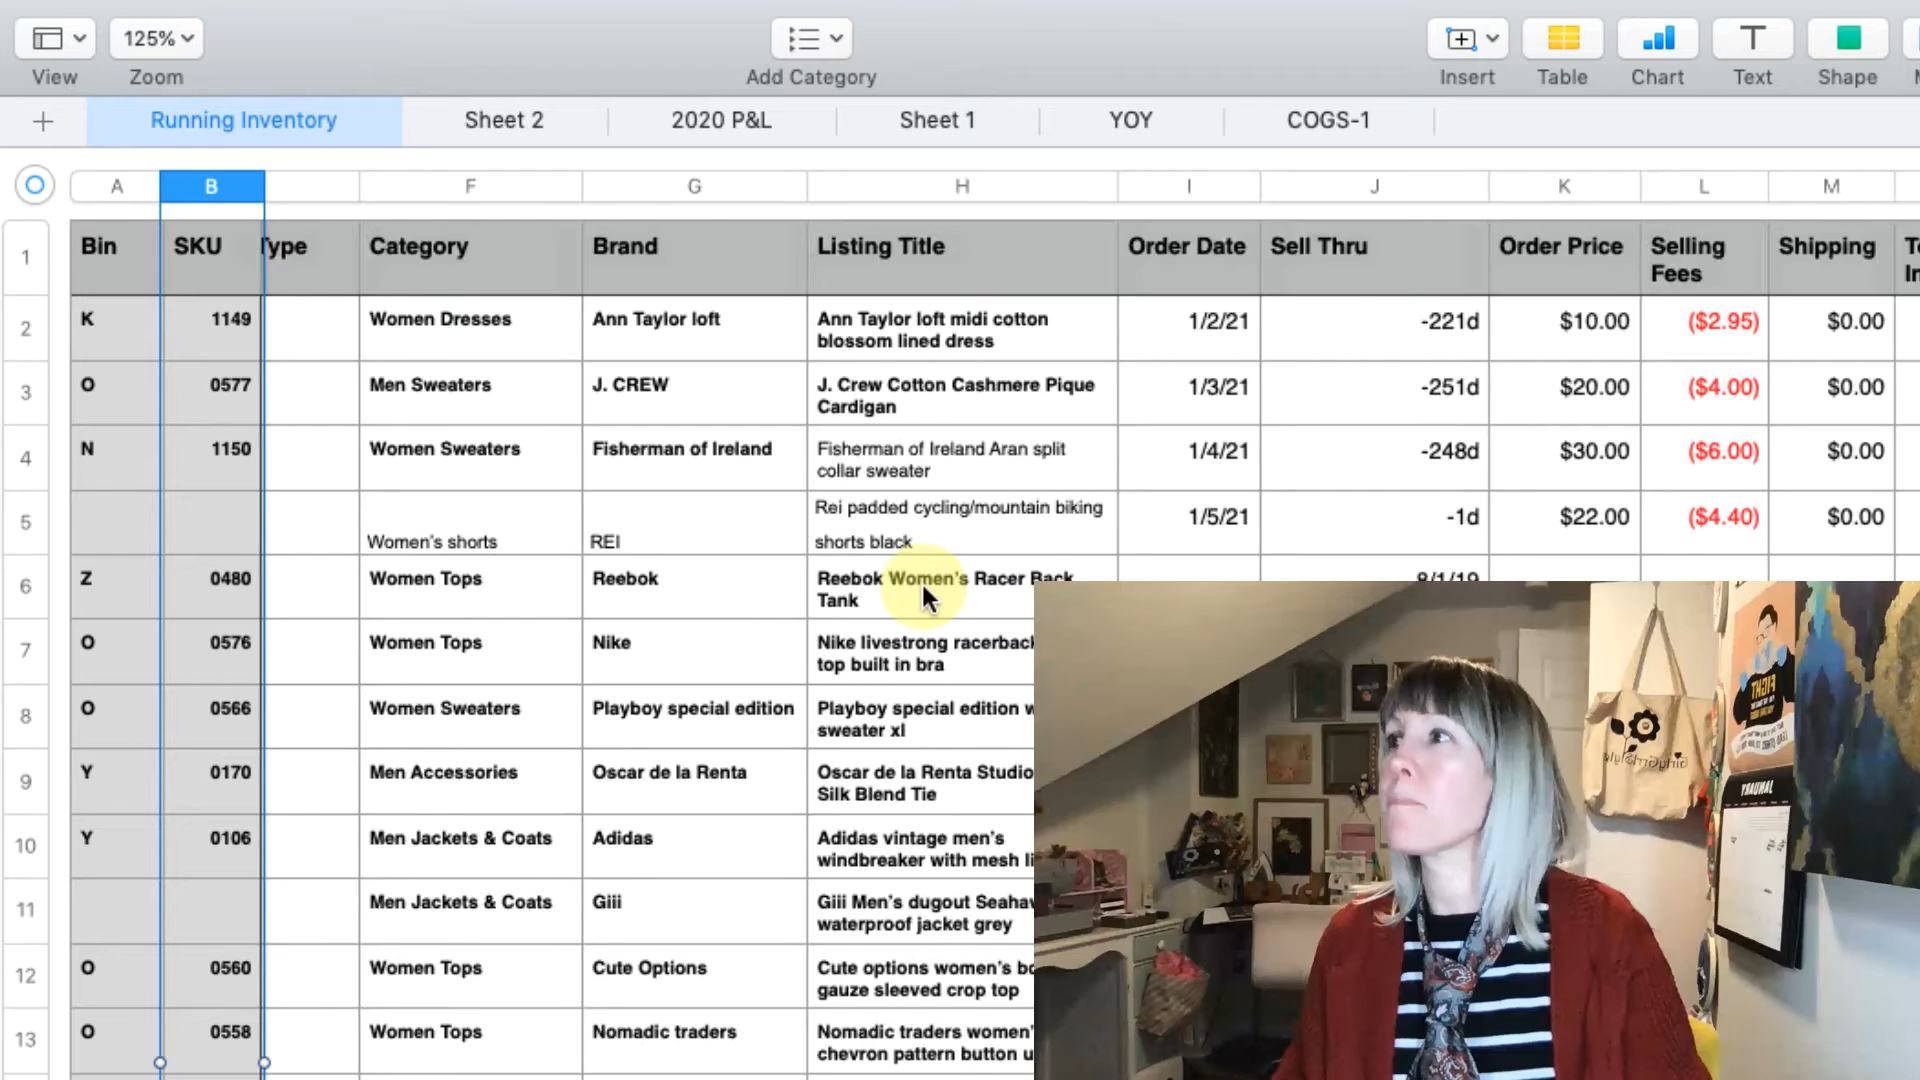 125%
View
Zoom
Add Category
Insert
Table
Chart
Text
Shape
Running Inventory
Sheet 2
2020 P&L
Sheet 1
YOY
COGS-1
A B F G H I J K L M
1 Bin SKU Type Category Brand Listing Title Order Date Sell Thru Order Price Selling Shipping
Fees
2 K 1149 Women Dresses Ann Taylor loft Ann Taylor loft midi cotton 1/2/21 -221d $10.00 ($2.95) $0.00
blossom lined dress
3 O 0577 Men Sweaters J. CREW J. Crew Cotton Cashmere Pique 1/3/21 -251d $20.00 ($4.00) $0.00
Cardigan
4 N 1150 Women Sweaters Fisherman of Ireland Fisherman of Ireland Aran split 1/4/21 -248d $30.00 ($6.00) $0.00
collar sweater
5 Women's shorts REI Rei padded cycling/mountain biking 1/5/21 -1d $22.00 ($4.40) $0.00
shorts black
6 Z 0480 Women Tops Reebok Reebok Women's Racer Back 8/1/19
Tank
7 O 0576 Women Tops Nike Nike livestrong racerback
top built in bra
8 O 0566 Women Sweaters Playboy special edition Playboy special edition
sweater xl
9 Y 0170 Men Accessories Oscar de la Renta Oscar de la Renta Studio
Silk Blend Tie
10 Y 0106 Men Jackets & Coats Adidas Adidas vintage men's
windbreaker with mesh li
11 Men Jackets & Coats Giii Giii Men's dugout Seahaw
waterproof jacket grey
12 O 0560 Women Tops Cute Options Cute options women's bo
gauze sleeved crop top
13 O 0558 Women Tops Nomadic traders Nomadic traders women'
chevron pattern button u
FIGHT
GirlyGrrlStyle
JANUARY